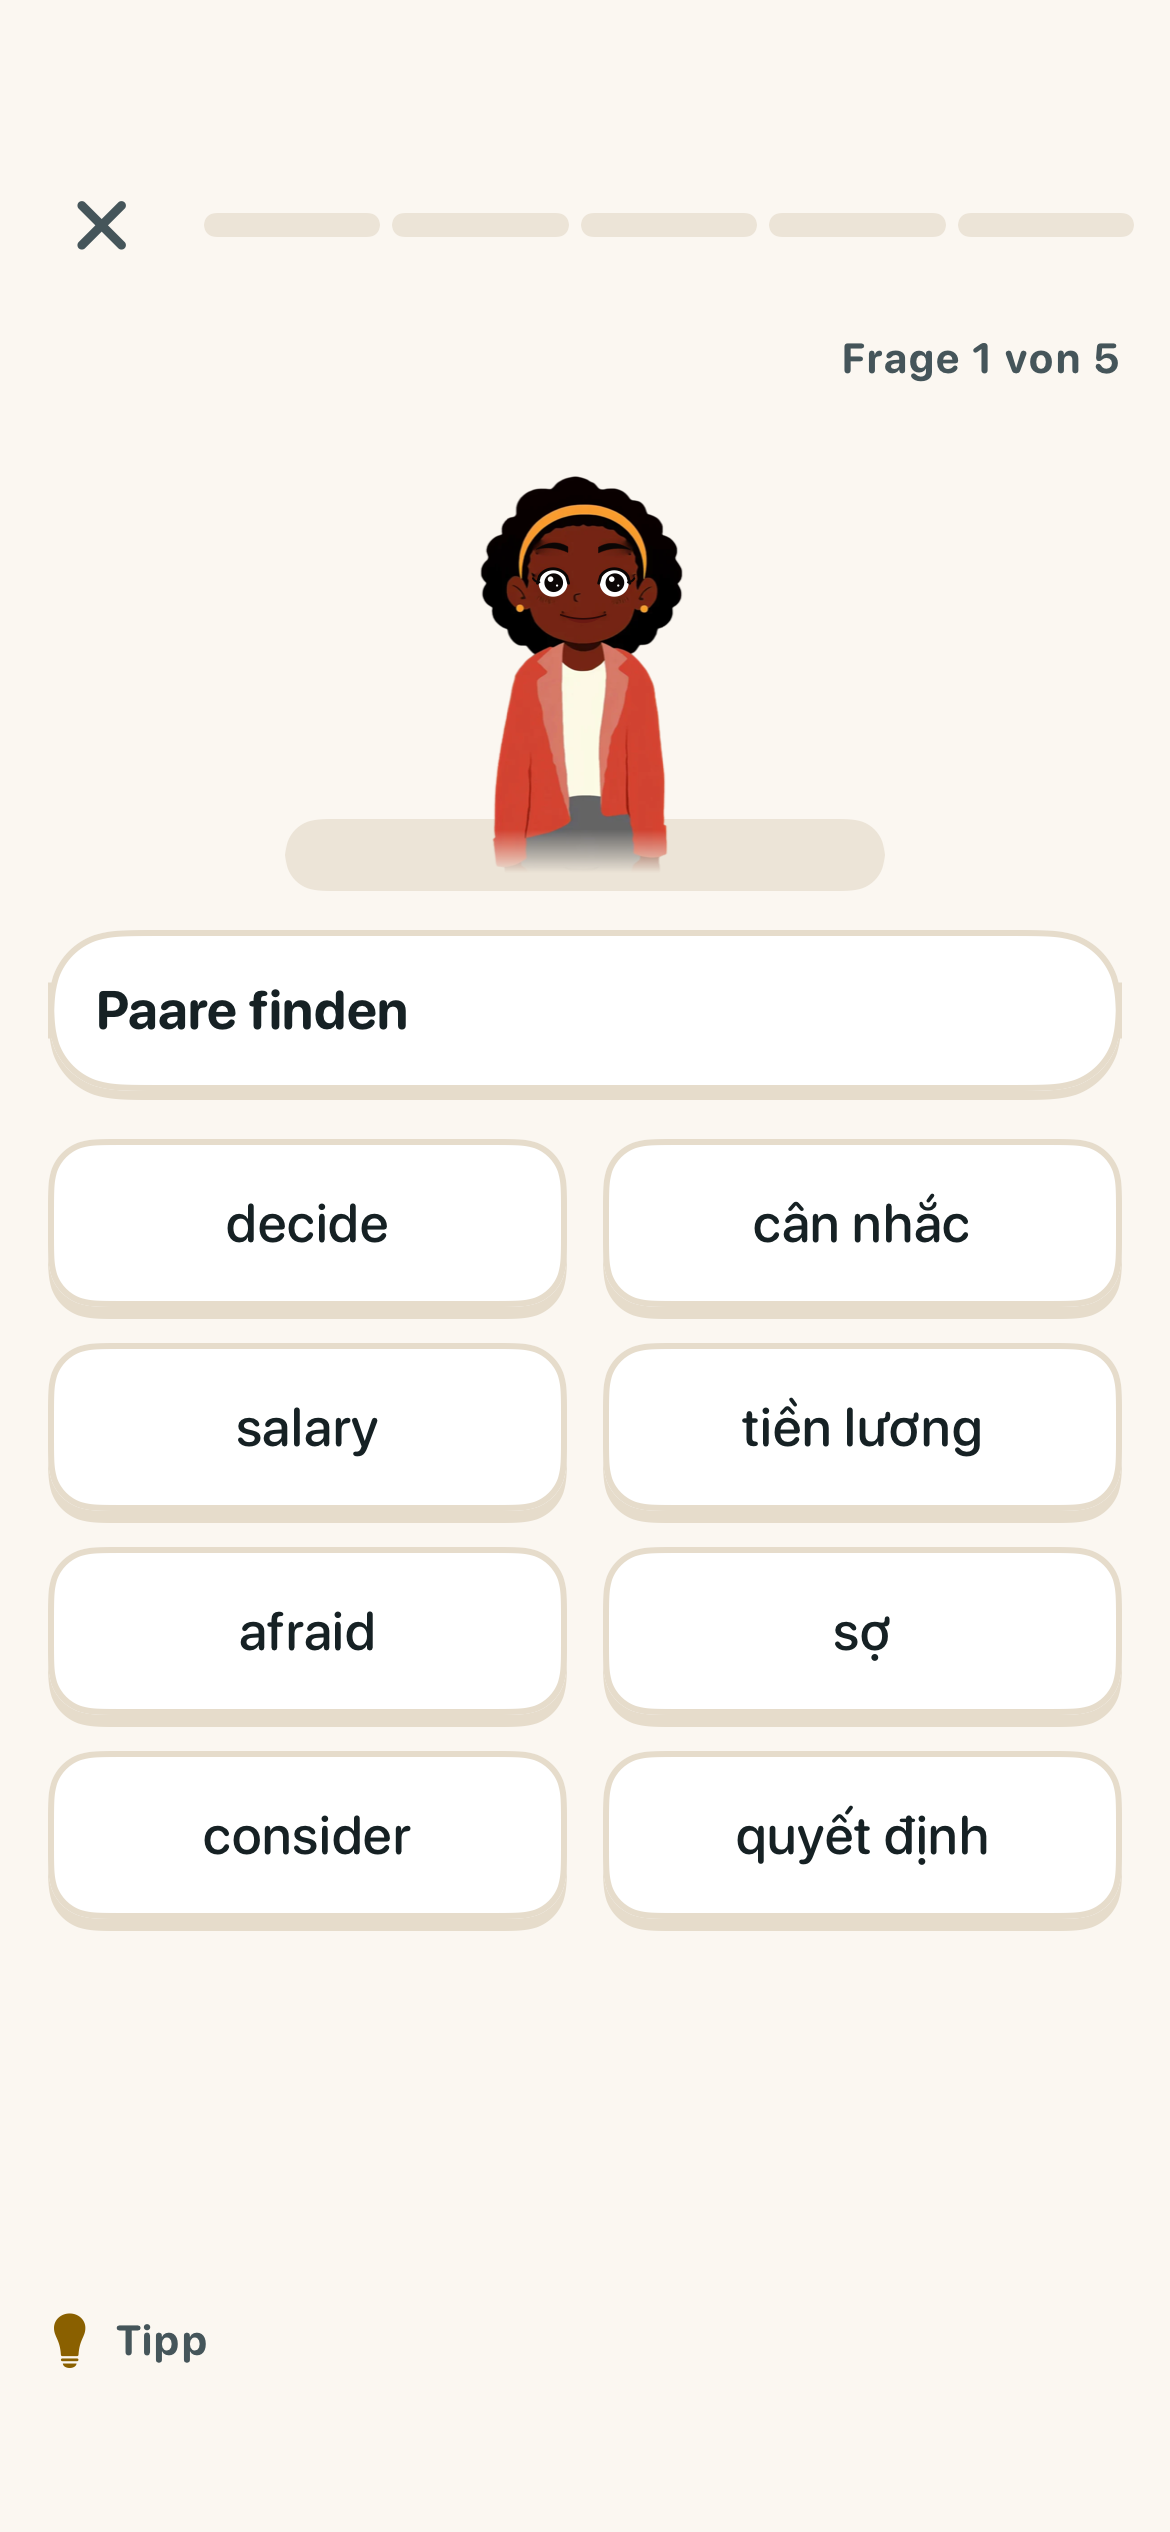 Frage 1 von 5
Paare finden
decide
cân nhắc
salary
tiền lương
afraid
sợ
consider
quyết định
Tipp